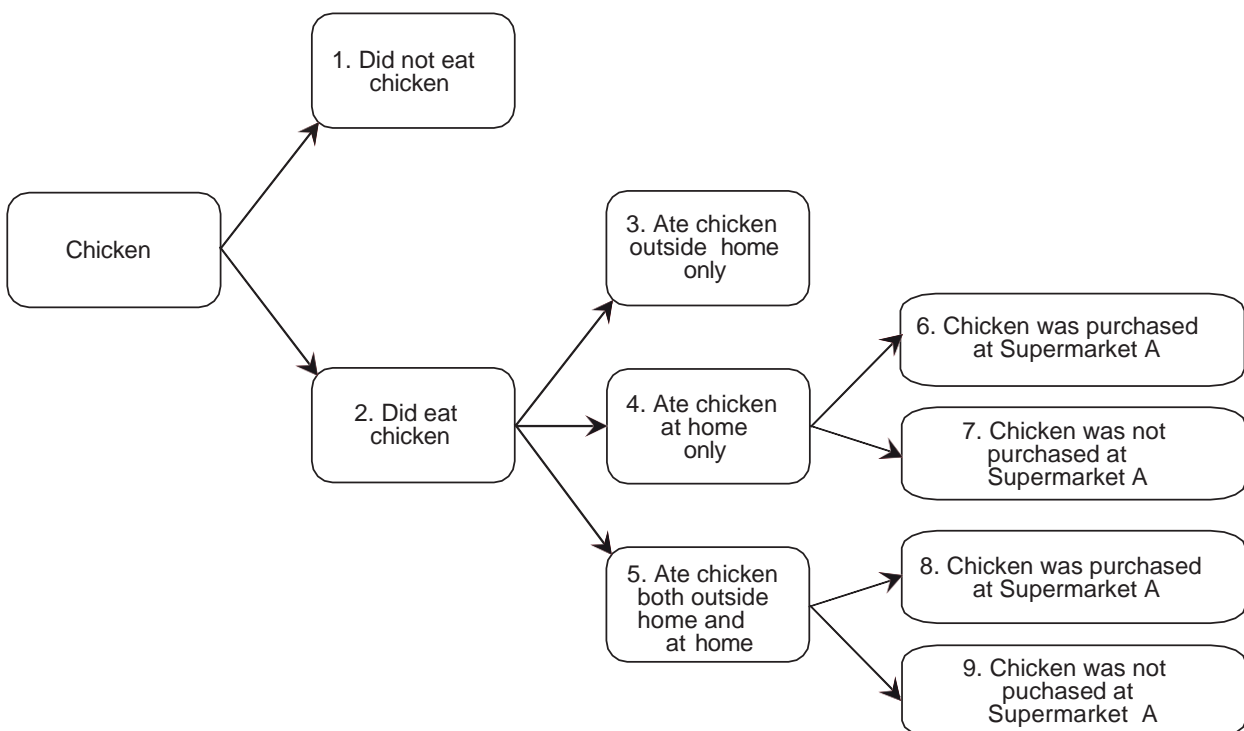 1. Did not eat
chicken
Chicken
2. Did eat
chicken
3. Ate chicken
outside home
only
4. Ate chicken
at home
only
5. Ate chicken
both outside
home and
at home
6. Chicken was purchased
at Supermarket A
7. Chicken was not
purchased at
Supermarket A
8. Chicken was purchased
at Supermarket A
9. Chicken was not
puchased at
Supermarket A